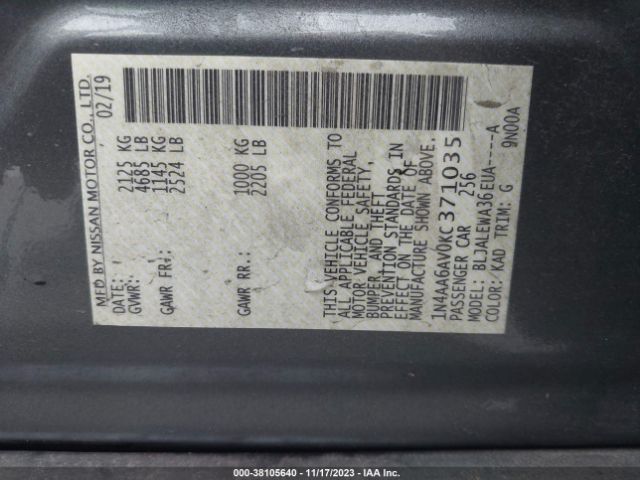 MFD BY NISSAN MOTOR CO., LTD.
DATE: 02/19
GVWR: 2125 KG
4685 LB
GAWR FR: 1145 KG
2524 LB
GAWR RR: 1000 KG
2205 LB
THIS VEHICLE CONFORMS TO
ALL APPLICABLE FEDERAL
MOTOR VEHICLE SAFETY,
BUMPER, AND THEFT
PREVENTION STANDARDS IN
EFFECT ON THE DATE OF
MANUFACTURE SHOWN ABOVE.
1N4AA6AV0KC371035
PASSENGER CAR 256
MODEL: BLJALEWA36EUA----A
COLOR: KAD TRIM: G 9N00A
000-38105640 - 11/17/2023 - IAA Inc.